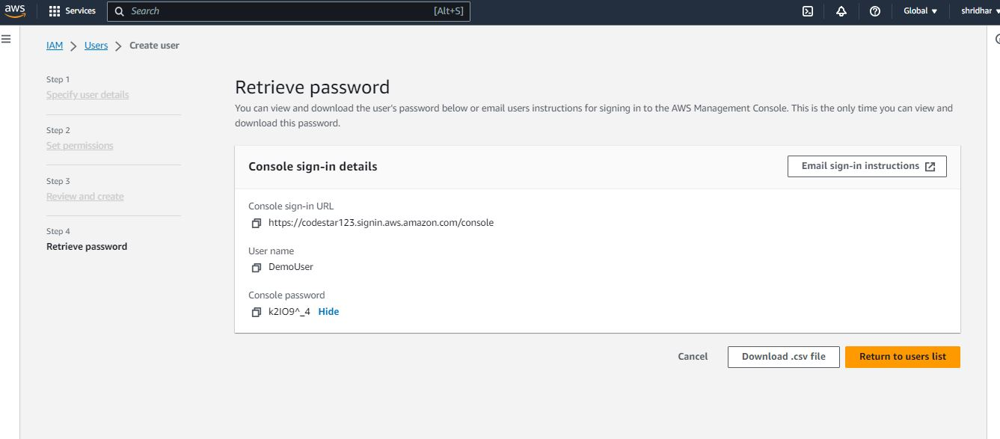 aws
Services
Search
[Alt+S]
Global
shridhar
IAM
Users
Create user
Step 1
Specify user details
Step 2
Set permissions
Step 3
Review and create
Step 4
Retrieve password
Retrieve password
You can view and download the user's password below or email users instructions for signing in to the AWS Management Console. This is the only time you can view and
download this password.
Console sign-in details
Email sign-in instructions
Console sign-in URL
https://codestar123.signin.aws.amazon.com/console
User name
DemoUser
Console password
k2IO9^_4 Hide
Cancel
Download .csv file
Return to users list